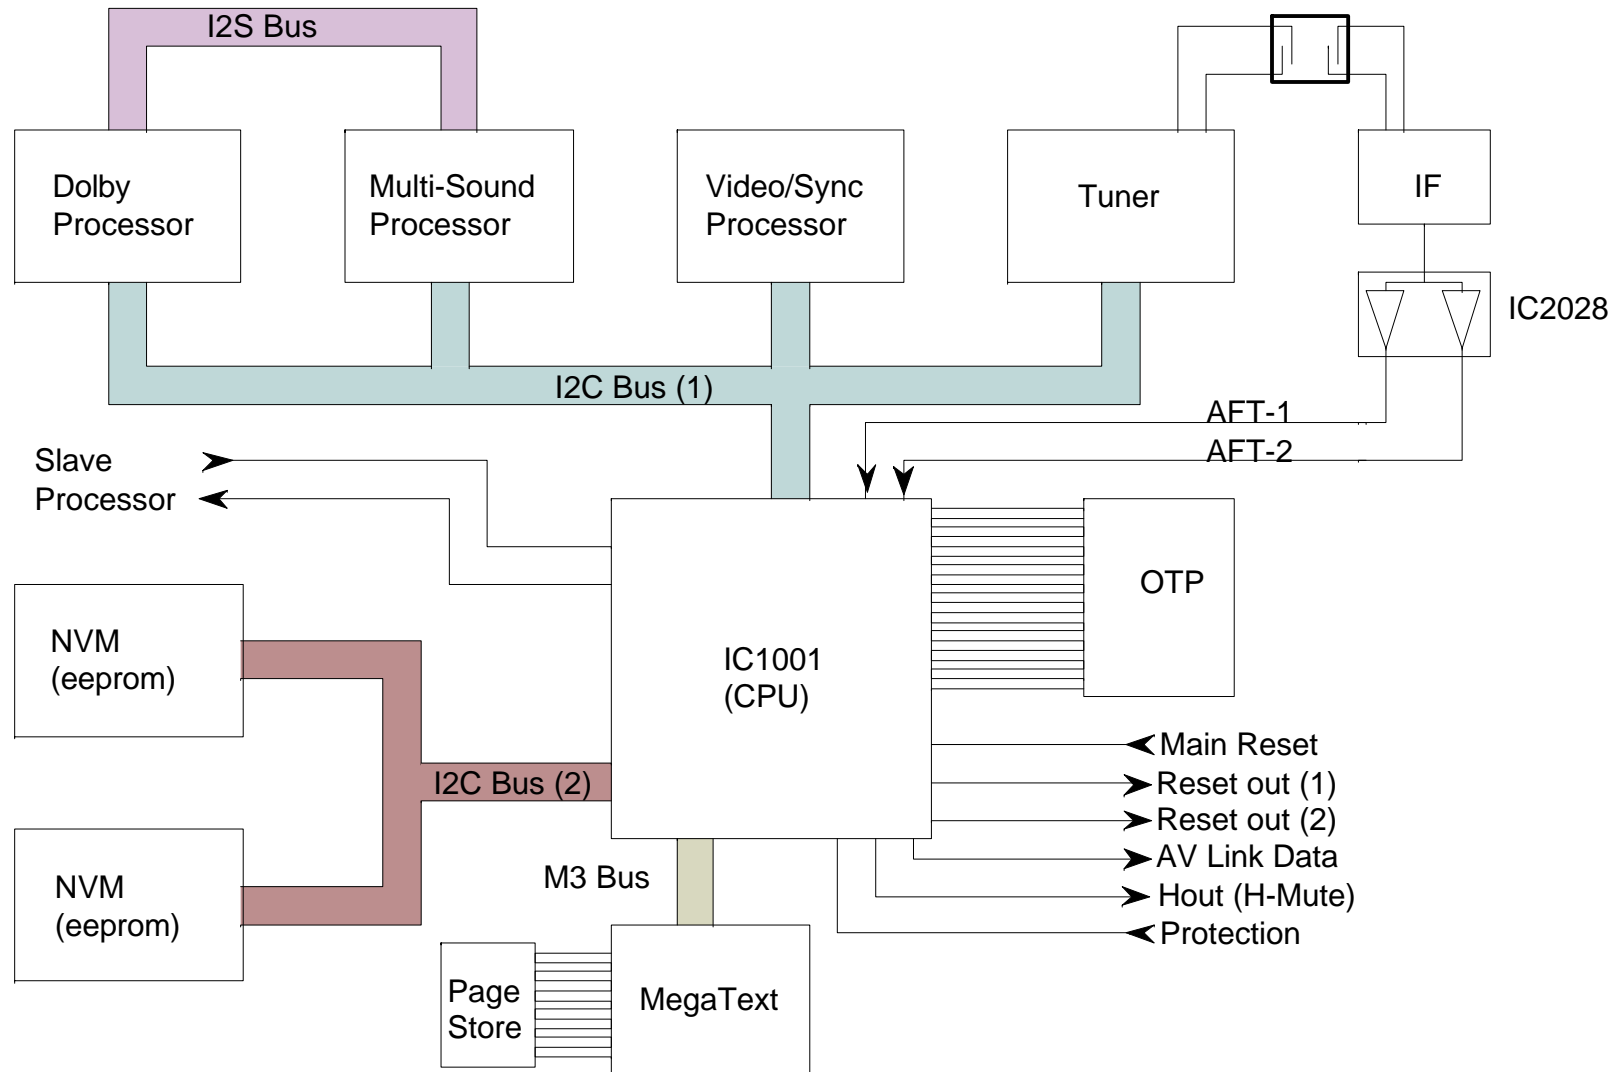 I2S Bus
Dolby
Processor
Multi-Sound
Processor
Video/Sync
Processor
Tuner
IF
IC2028
I2C Bus (1)
AFT-1
AFT-2
Slave
Processor
OTP
NVM
(eeprom)
IC1001
(CPU)
Main Reset
I2C Bus (2)
Reset out (1)
Reset out (2)
AV Link Data
M3 Bus
Hout (H-Mute)
NVM
(eeprom)
Protection
Page
Store
MegaText